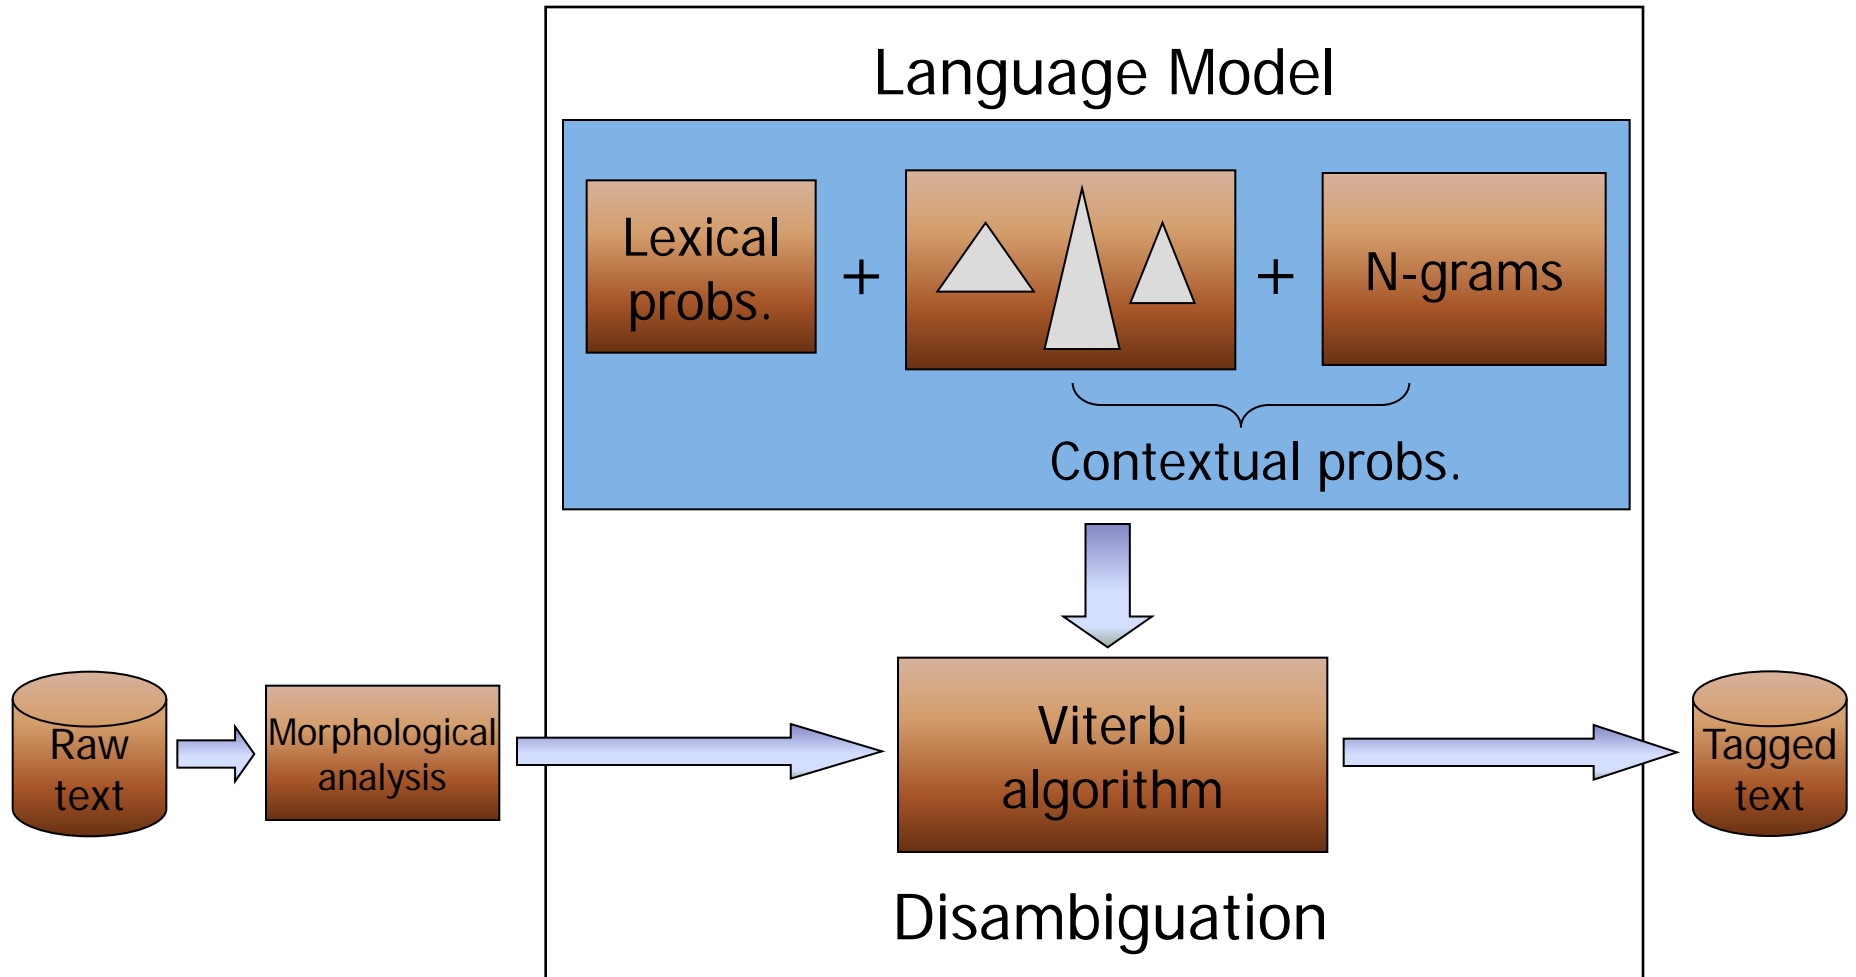 Language Model
Lexical
probs.
+
+
N-grams
Contextual probs.
Raw
text
Morphological
analysis
Viterbi
algorithm
Tagged
text
Disambiguation